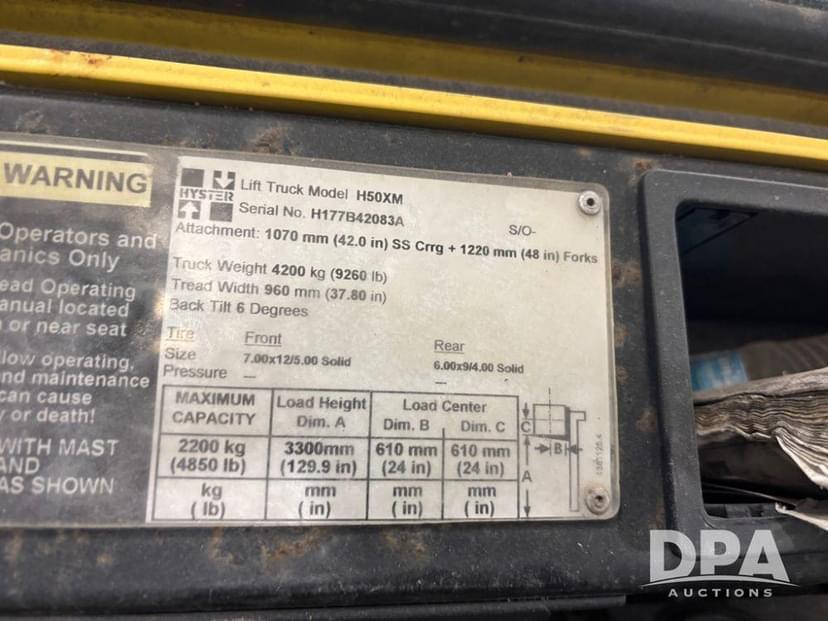 WARNING
Operators and
anics Only
ead Operating
anual located
or near seat
llow operating,
nd maintenance
can cause
y or death!
WITH MAST
AND
AS SHOWN
HYSTER
Lift Truck Model H50XM
Serial No. H177B42083A S/O-
Attachment: 1070 mm (42.0 in) SS Crrg + 1220 mm (48 in) Forks
Truck Weight 4200 kg (9260 lb)
Tread Width 960 mm (37.80 in)
Back Tilt 6 Degrees
Tire Front Rear
Size 7.00x12/5.00 Solid 6.00x9/4.00 Solid
Pressure — —
MAXIMUM CAPACITY
Load Height Dim. A
Load Center
Dim. B Dim. C
2200 kg 3300mm 610 mm 610 mm
(4850 lb) (129.9 in) (24 in) (24 in)
kg mm mm mm
( lb) ( in) ( in) ( in)
C
B
A
DPA
AUCTIONS